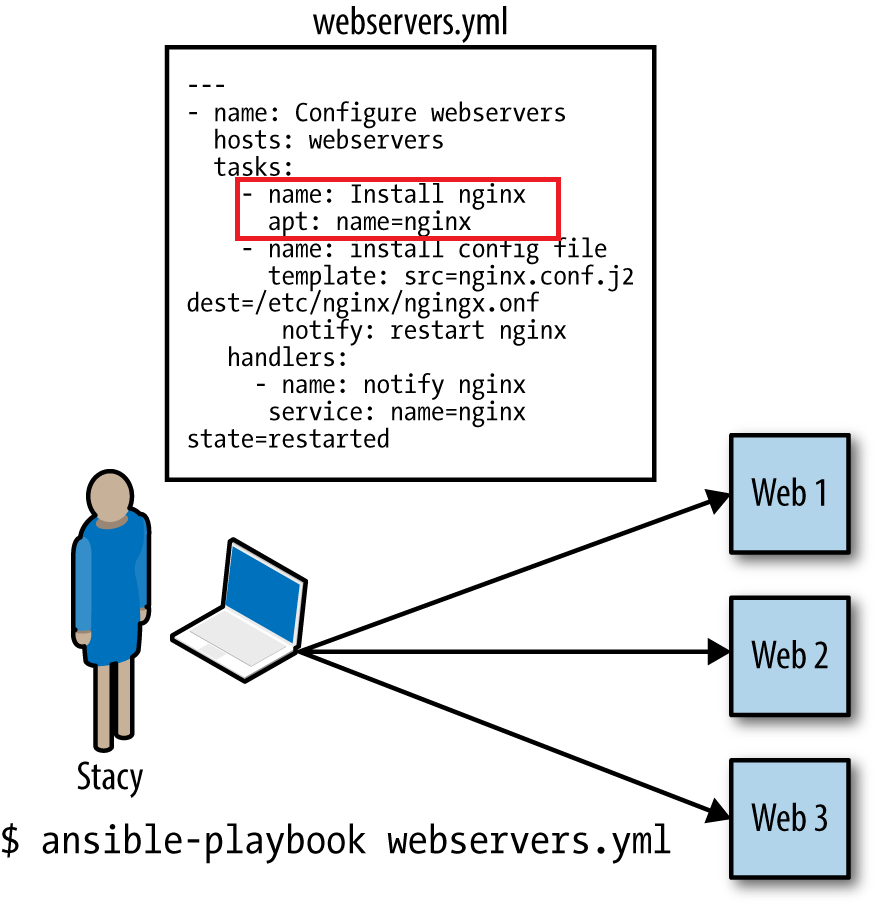 webservers.yml
---
- name: Configure webservers
  hosts: webservers
  tasks:
    - name: Install nginx
      apt: name=nginx
    - name: install config file
      template: src=nginx.conf.j2
dest=/etc/nginx/ngingx.onf
       notify: restart nginx
   handlers:
     - name: notify nginx
      service: name=nginx
state=restarted
Web 1
Web 2
Web 3
Stacy
$ ansible-playbook webservers.yml